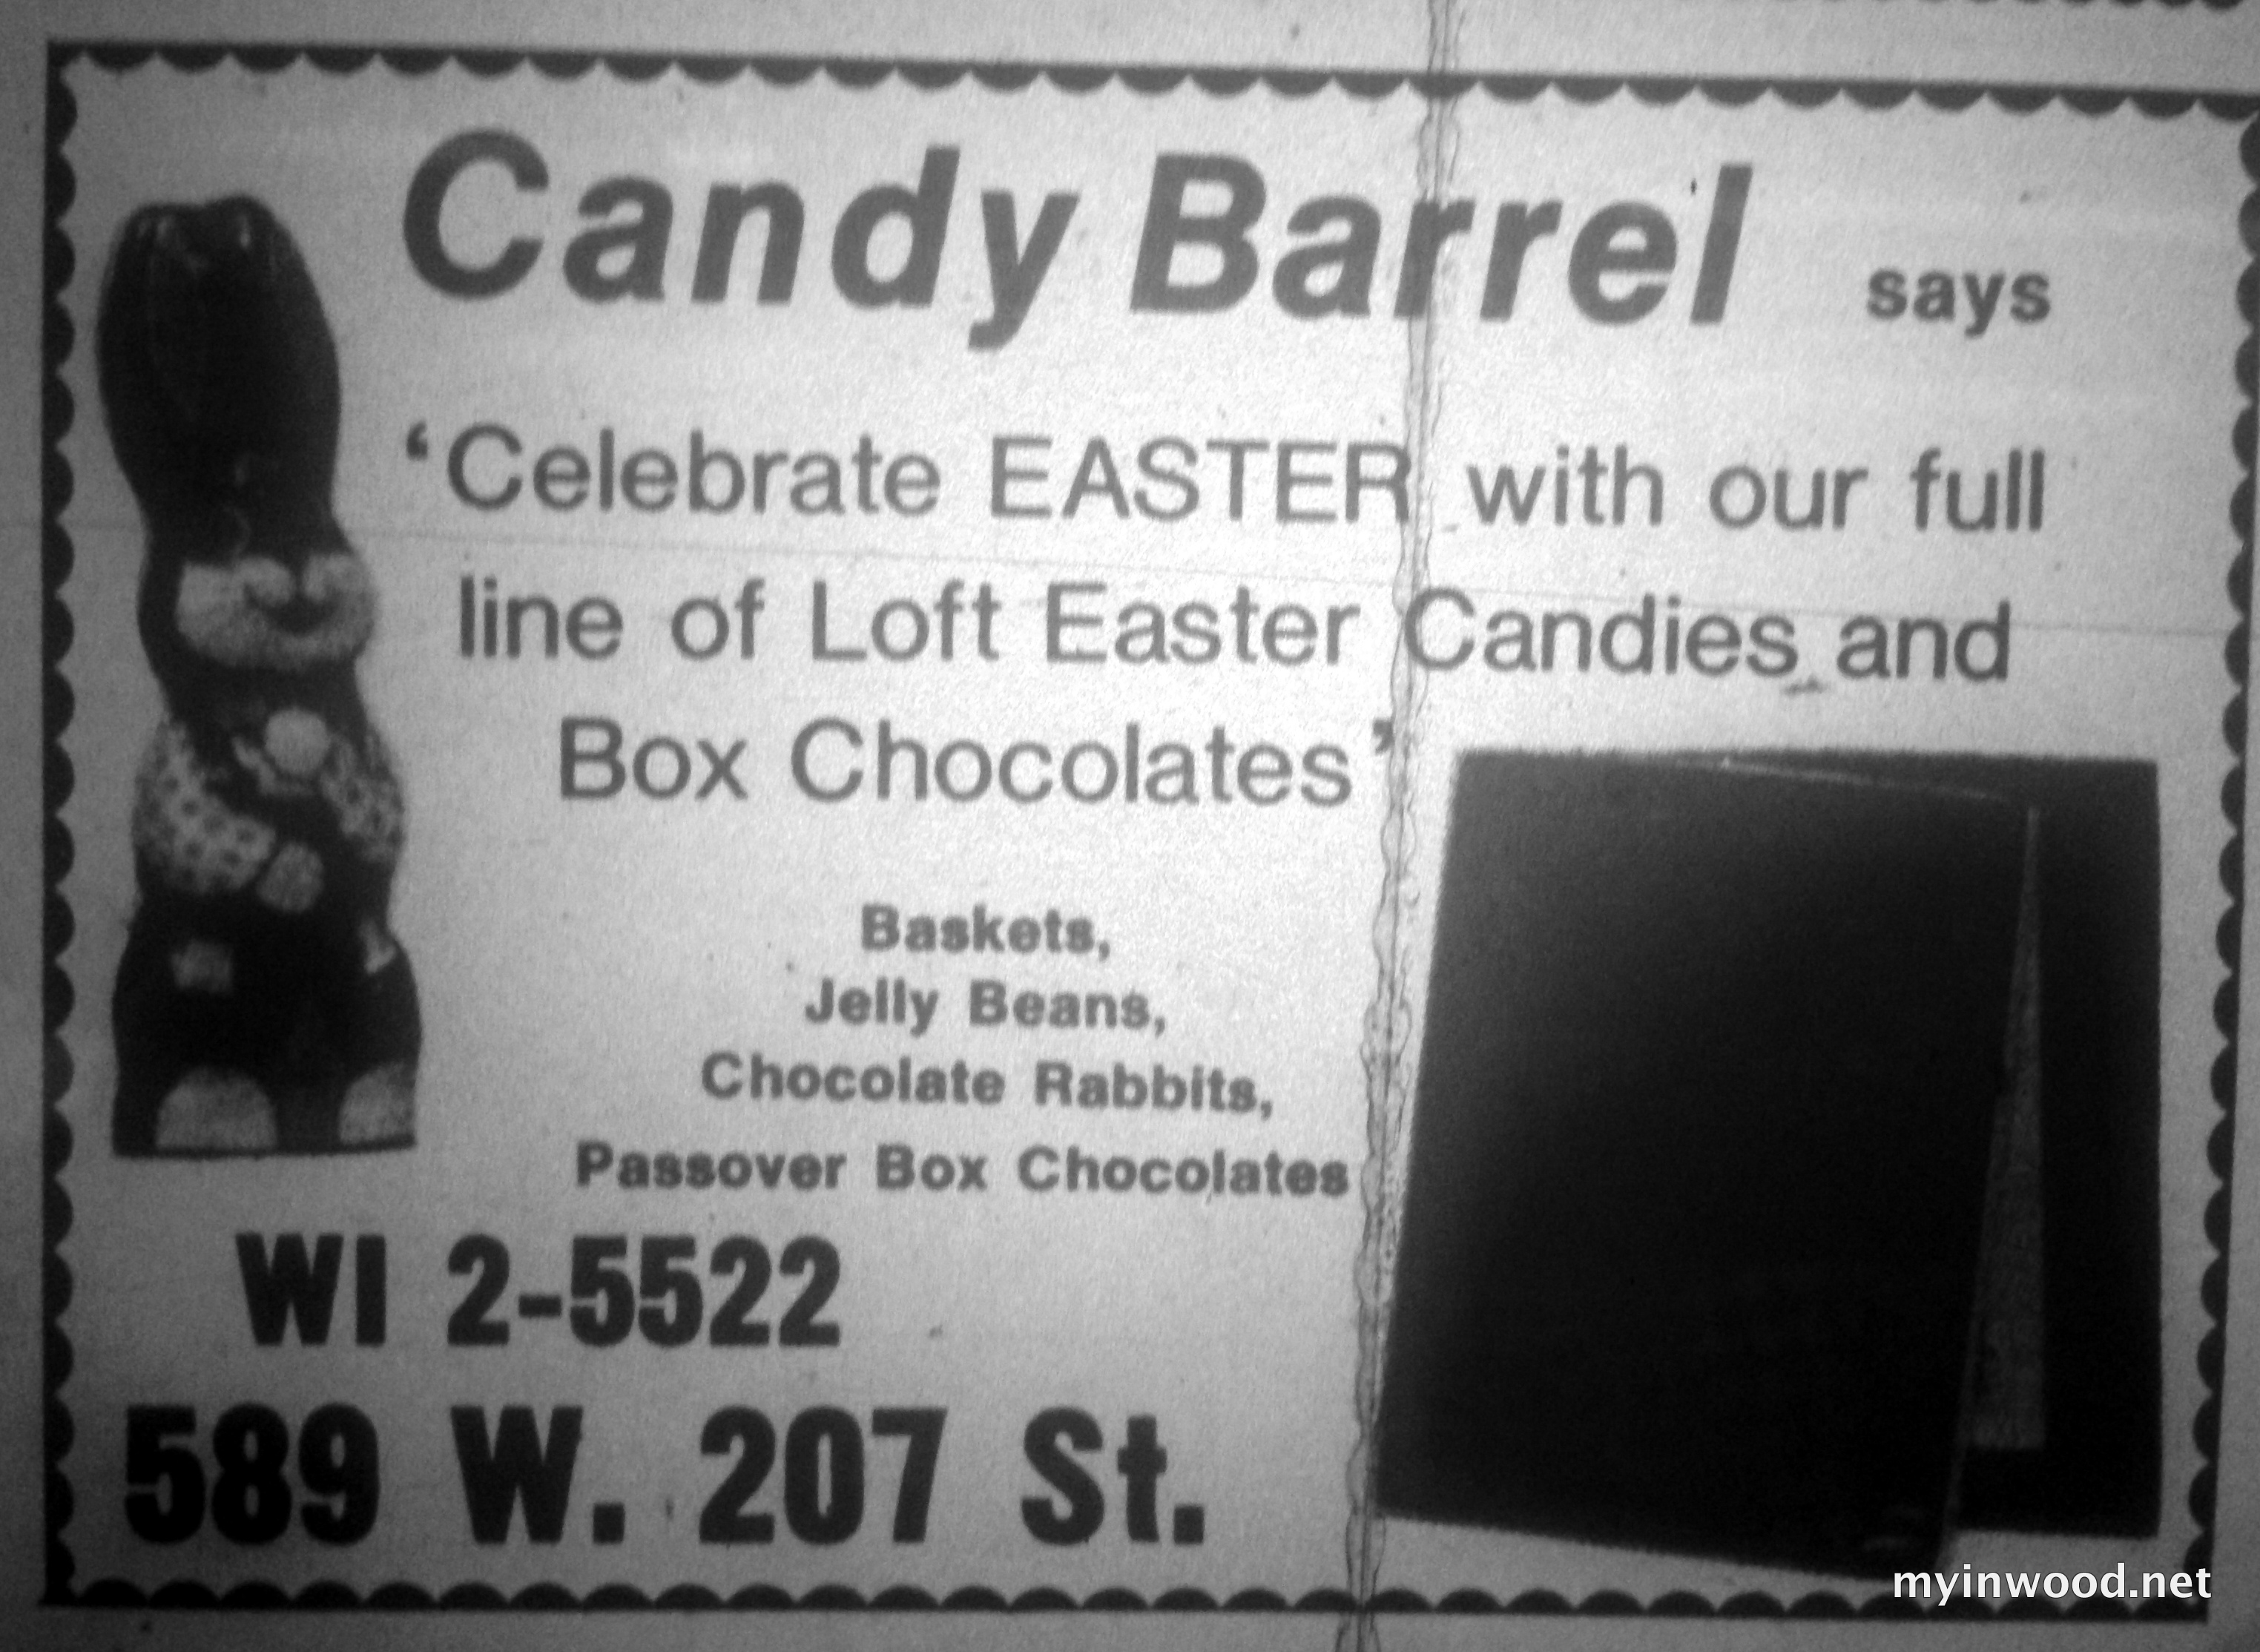 Candy Barrel says
‘Celebrate EASTER with our full
line of Loft Easter Candies and
Box Chocolates’
Baskets,
Jelly Beans,
Chocolate Rabbits,
Passover Box Chocolates
WI 2-5522
589 W. 207 St.
myinwood.net